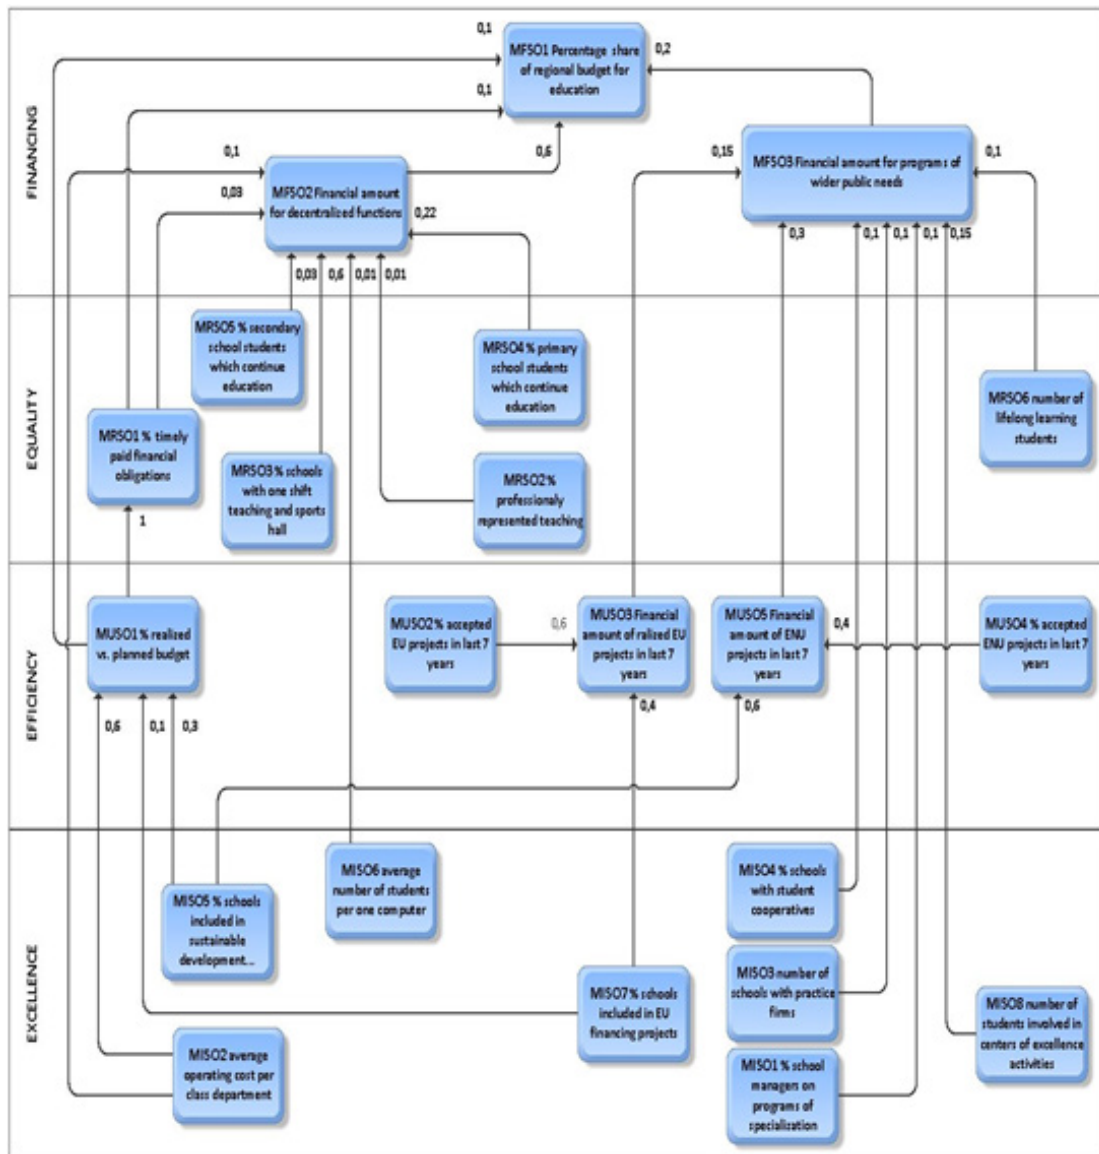 FINANCING
0,1
MFSO1 Percentage share
of regional budget for
education
0,2
0,1
0,1
0,6
0,15
MFSO3 Financial amount for programs of
wider public needs
0,1
MFSO2 Financial amount
for decentralized functions
0,03
0,22
0,3
0,1
0,1
0,1
0,15
0,03
0,6
0,01
0,01
EQUALITY
MRSO5 % secondary
school students
which continue
education
MRSO4 % primary
school students
which continue
education
MRSO6 number of
lifelong learning
students
MRSO1 % timely
paid financial
obligations
MRSO3 % schools
with one shift
teaching and sports
hall
MRSO2 %
professionaly
represented teaching
1
EFFICIENCY
MUSO1 % realized
vs. planned budget
MUSO2 % accepted
EU projects in last 7
years
0,6
MUSO3 Financial
amount of ralized EU
projects in last 7
years
MUSO5 Financial
amount of ENU
projects in last 7
years
0,4
MUSO4 % accepted
ENU projects in last 7
years
0,6
0,1
0,3
0,4
0,6
EXCELLENCE
MISO5 % schools
included in
sustainable
development...
MISO6 average
number of students
per one computer
MISO4 % schools
with student
cooperatives
MISO3 number of
schools with practice
firms
MISO7 % schools
included in EU
financing projects
MISO8 number of
students involved in
centers of excellence
activities
MISO2 average
operating cost per
class department
MISO1 % school
managers on
programs of
specialization